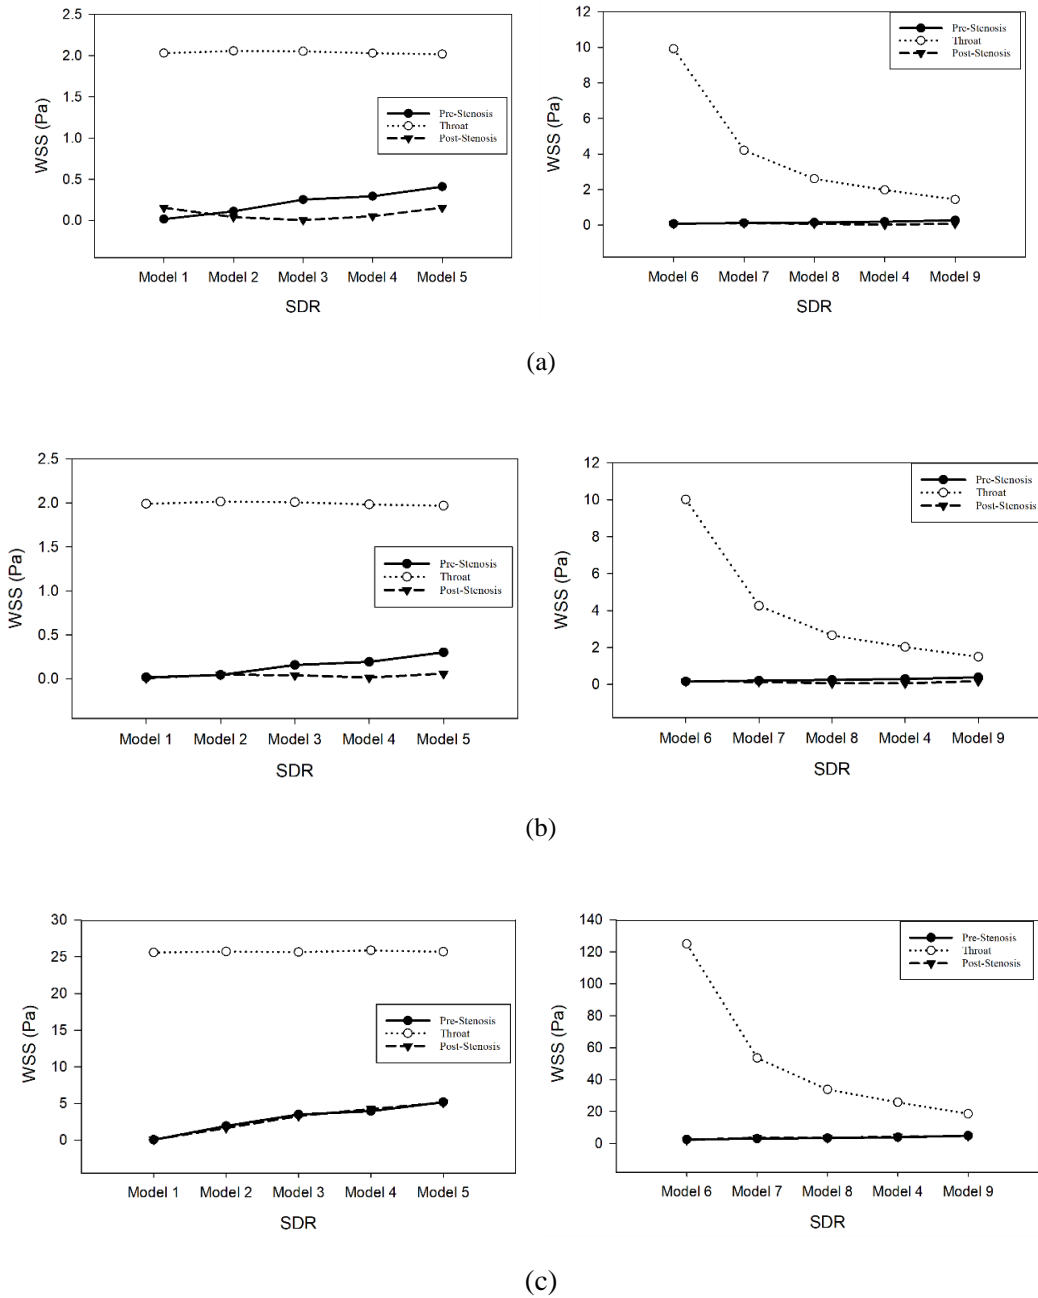 2.5
2.0
1.5
1.0
0.5
0.0
WSS (Pa)
Pre-Stenosis
Throat
Post-Stenosis
Model 1 Model 2 Model 3 Model 4 Model 5
SDR
12
10
8
6
4
2
0
WSS (Pa)
Pre-Stenosis
Throat
Post-Stenosis
Model 6 Model 7 Model 8 Model 4 Model 9
SDR
(a)
2.5
2.0
1.5
1.0
0.5
0.0
WSS (Pa)
Pre-Stenosis
Throat
Post-Stenosis
Model 1 Model 2 Model 3 Model 4 Model 5
SDR
12
10
8
6
4
2
0
WSS (Pa)
Pre-Stenosis
Throat
Post-Stenosis
Model 6 Model 7 Model 8 Model 4 Model 9
SDR
(b)
30
25
20
15
10
5
0
WSS (Pa)
Pre-Stenosis
Throat
Post-Stenosis
Model 1 Model 2 Model 3 Model 4 Model 5
SDR
140
120
100
80
60
40
20
0
WSS (Pa)
Pre-Stenosis
Throat
Post-Stenosis
Model 6 Model 7 Model 8 Model 4 Model 9
SDR
(c)